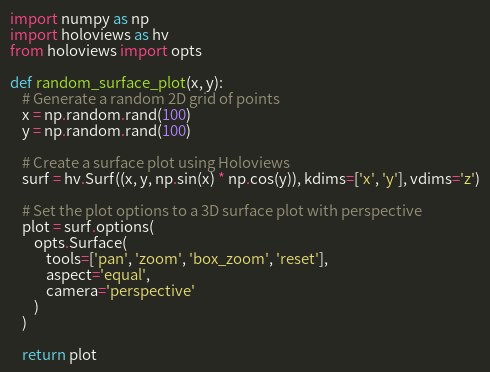 import numpy as np
import holoviews as hv
from holoviews import opts

def random_surface_plot(x, y):
    # Generate a random 2D grid of points
    x = np.random.rand(100)
    y = np.random.rand(100)

    # Create a surface plot using Holoviews
    surf = hv.Surf((x, y, np.sin(x) * np.cos(y)), kdims=['x', 'y'], vdims='z')

    # Set the plot options to a 3D surface plot with perspective
    plot = surf.options(
        opts.Surface(
            tools=['pan', 'zoom', 'box_zoom', 'reset'],
            aspect='equal',
            camera='perspective'
        )
    )

    return plot